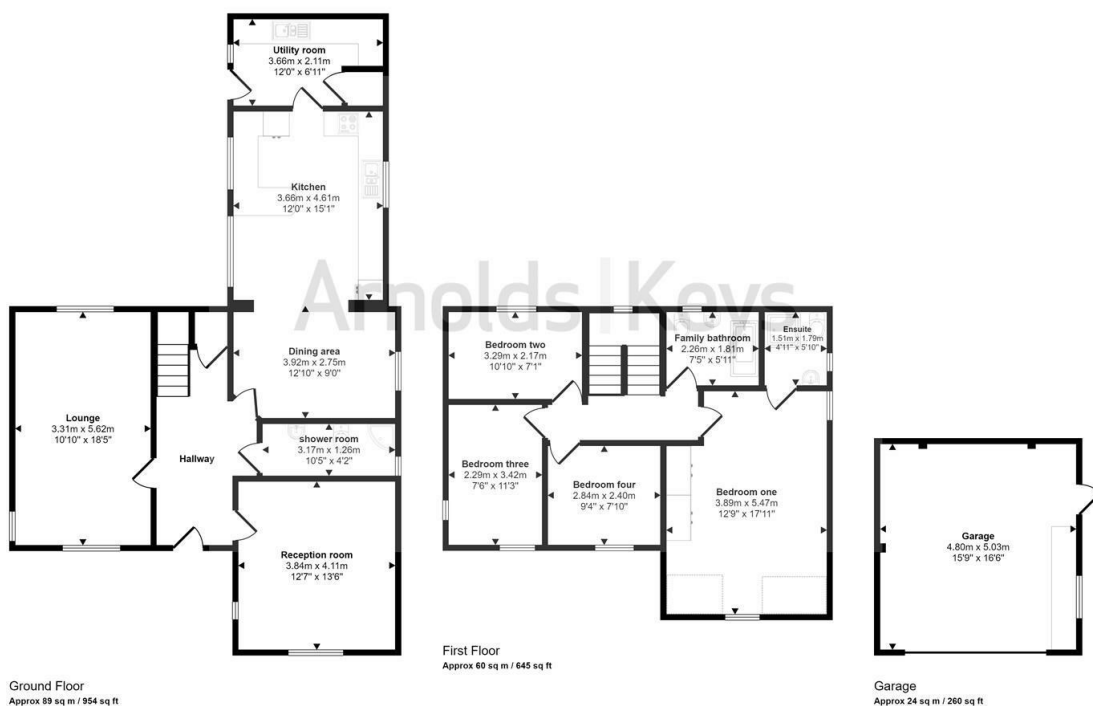 Utility room
3.66m x 2.11m
12'0" x 6'11"
Kitchen
3.66m x 4.61m
12'0" x 15'1"
Arnolds | Keys
Dining area
3.92m x 2.75m
12'10" x 9'0"
Lounge
3.31m x 5.62m
10'10" x 18'5"
Hallway
shower room
3.17m x 1.26m
10'5" x 4'2"
Reception room
3.84m x 4.11m
12'7" x 13'6"
Ground Floor
Approx 89 sq m / 954 sq ft
Bedroom two
3.29m x 2.17m
10'10" x 7'1"
Family bathroom
2.26m x 1.81m
7'5" x 5'11"
Ensuite
1.51m x 1.79m
4'11" x 5'10"
Bedroom three
2.29m x 3.42m
7'6" x 11'3"
Bedroom four
2.84m x 2.40m
9'4" x 7'10"
Bedroom one
3.89m x 5.47m
12'9" x 17'11"
First Floor
Approx 60 sq m / 645 sq ft
Garage
4.80m x 5.03m
15'9" x 16'6"
Garage
Approx 24 sq m / 260 sq ft